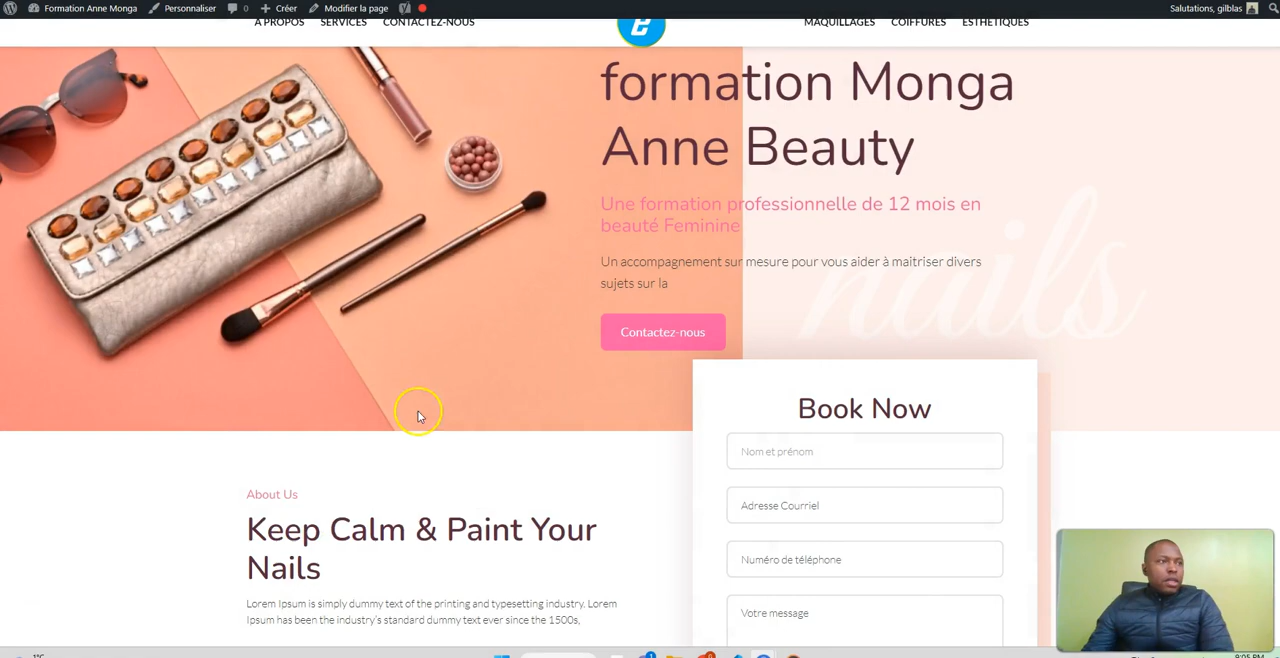 Formation Anne Monga
Personnaliser
0
Créer
Modifier la page
Salutations, gilblas
A PROPOS
SERVICES
CONTACTEZ-NOUS
e
MAQUILLAGES
COIFFURES
ESTHETIQUES
formation Monga
Anne Beauty
Une formation professionnelle de 12 mois en
beauté Feminine
Un accompagnement sur mesure pour vous aider à maitriser divers
sujets sur la
nails
Contactez-nous
Book Now
Nom et prénom
Adresse Courriel
Numéro de téléphone
Votre message
About Us
Keep Calm & Paint Your
Nails
Lorem Ipsum is simply dummy text of the printing and typesetting industry. Lorem
Ipsum has been the industry's standard dummy text ever since the 1500s,
1°C
9:05 PM